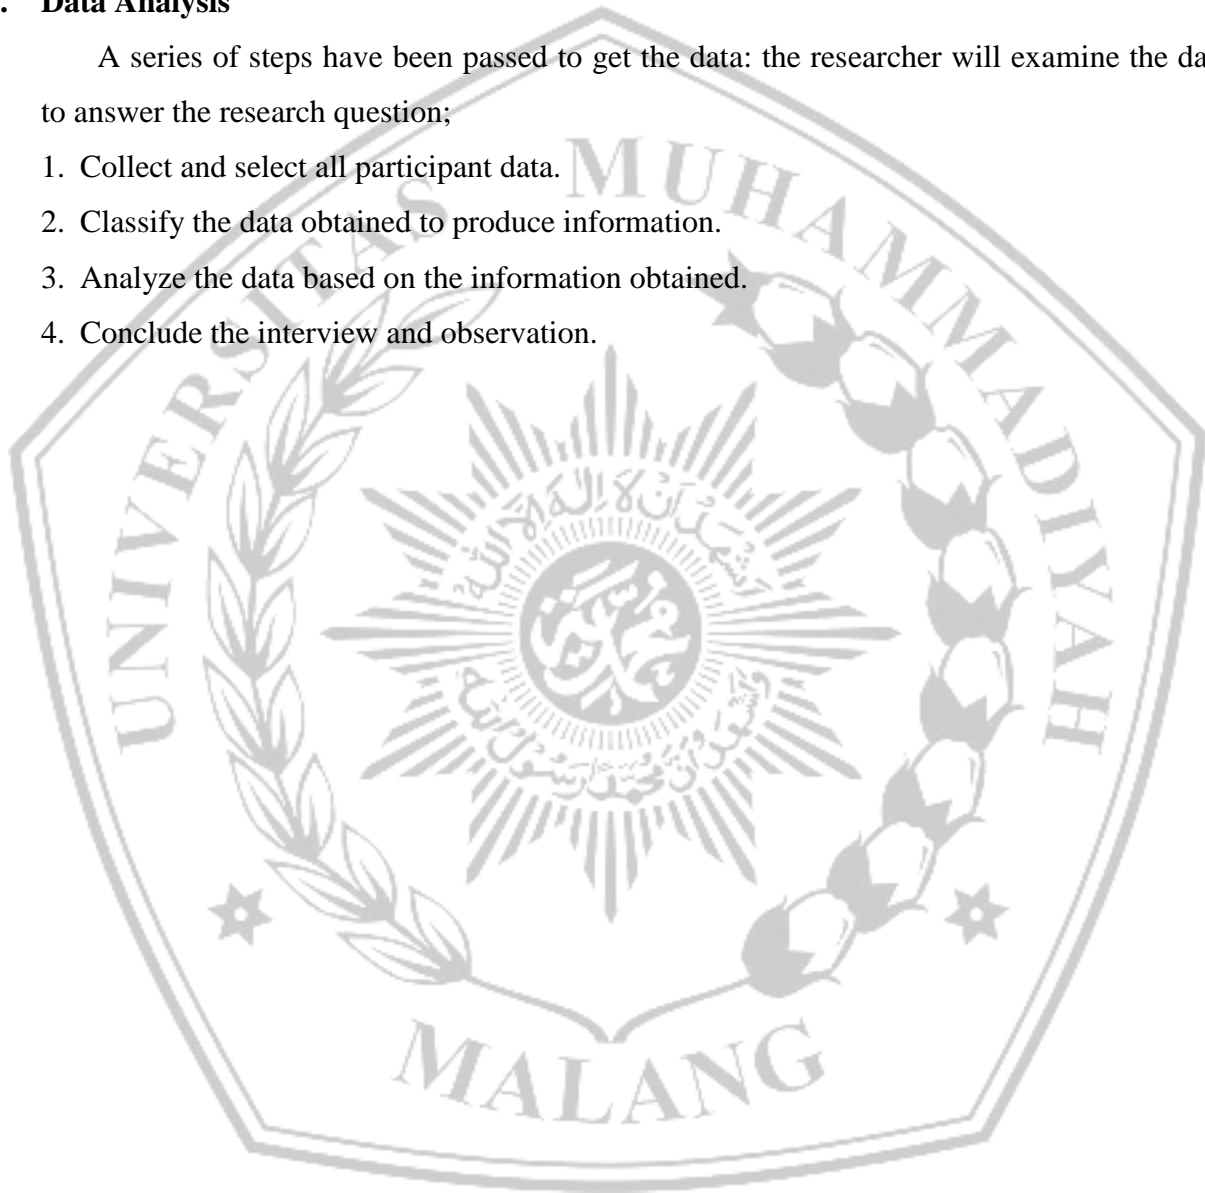 . Data Analysis
A series of steps have been passed to get the data: the researcher will examine the da
to answer the research question;
1. Collect and select all participant data.
2. Classify the data obtained to produce information.
3. Analyze the data based on the information obtained.
4. Conclude the interview and observation.
UNIVERSITAS MUHAMMADIYAH
MALANG